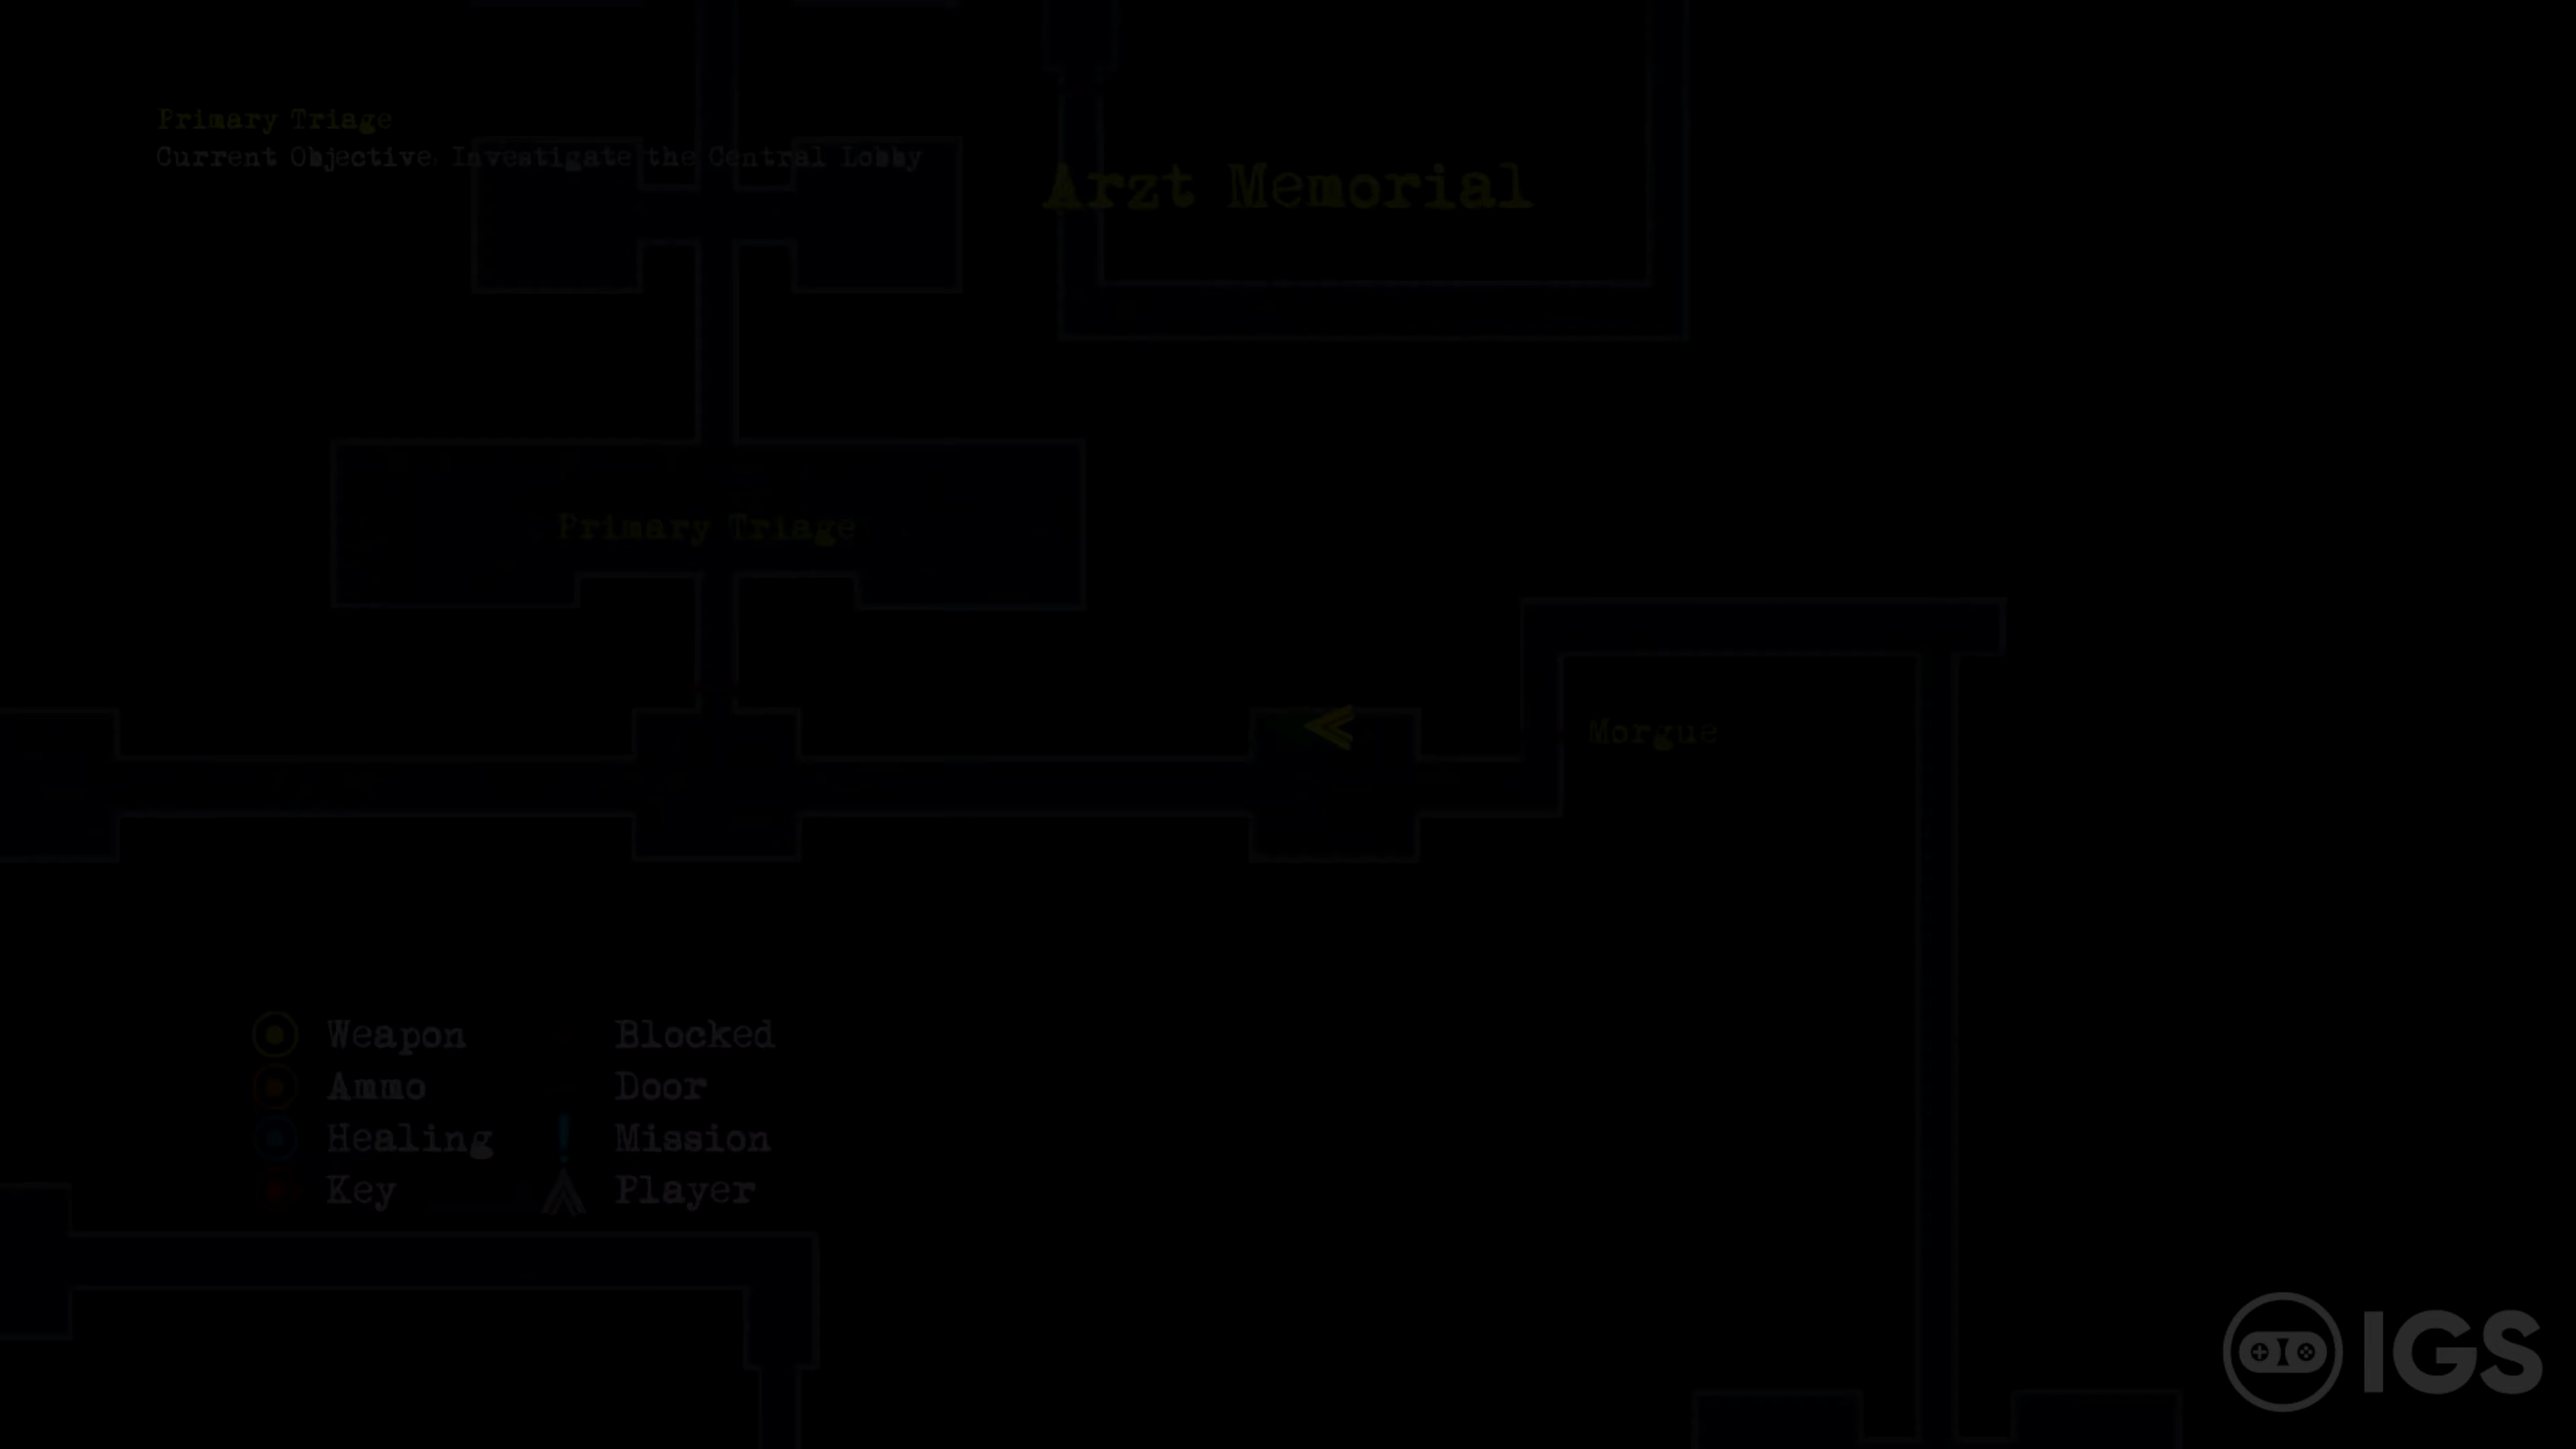 Primary Triage
Current Objective: Investigate the Central Lobby
Arzt Memorial
Primary Triage
Morgue
Weapon
Blocked
Ammo
Door
Healing
Mission
Key
Player
IGS